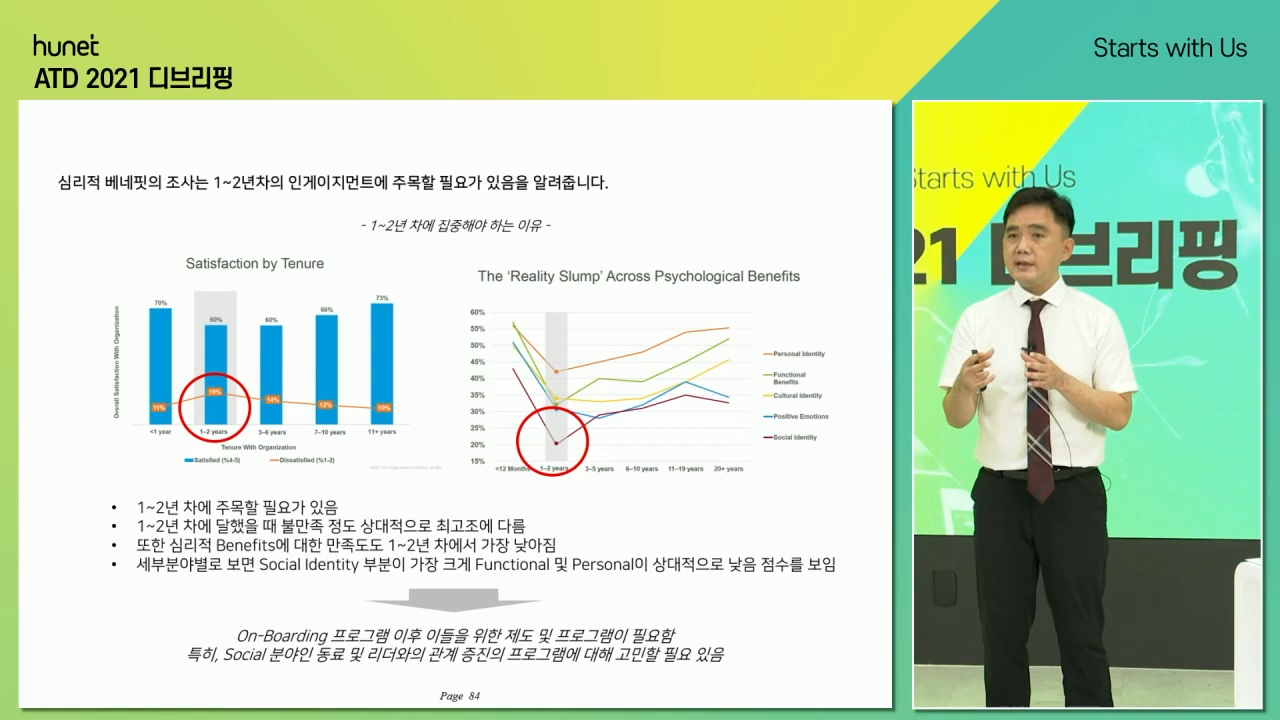 hunet
ATD 2021 디브리핑
Starts with Us
심리적 베네핏의 조사는 1~2년차의 인게이지먼트에 주목할 필요가 있음을 알려줍니다.
- 1~2년 차에 집중해야 하는 이유 -
Satisfaction by Tenure
Overall Satisfaction With Organization
70%
60%
60%
66%
73%
11%
19%
14%
12%
10%
<1 year
1–2 years
3–6 years
7–10 years
11+ years
Tenure With Organization
Satisfied (%4-5)
Dissatisfied (%1-2)
The ‘Reality Slump’ Across Psychological Benefits
60%
55%
50%
45%
40%
35%
30%
25%
20%
15%
<12 Months
1–2 years
3–5 years
6–10 years
11–19 years
20+ years
Personal Identity
Functional
Benefits
Cultural Identity
Positive Emotions
Social Identity
• 1~2년 차에 주목할 필요가 있음
• 1~2년 차에 달했을 때 불만족 정도 상대적으로 최고조에 다름
• 또한 심리적 Benefits에 대한 만족도도 1~2년 차에서 가장 낮아짐
• 세부분야별로 보면 Social Identity 부분이 가장 크게 Functional 및 Personal이 상대적으로 낮음 점수를 보임
On-Boarding 프로그램 이후 이들을 위한 제도 및 프로그램이 필요함
특히, Social 분야인 동료 및 리더와의 관계 증진의 프로그램에 대해 고민할 필요 있음
Page 84
Starts with Us
21 디브리핑